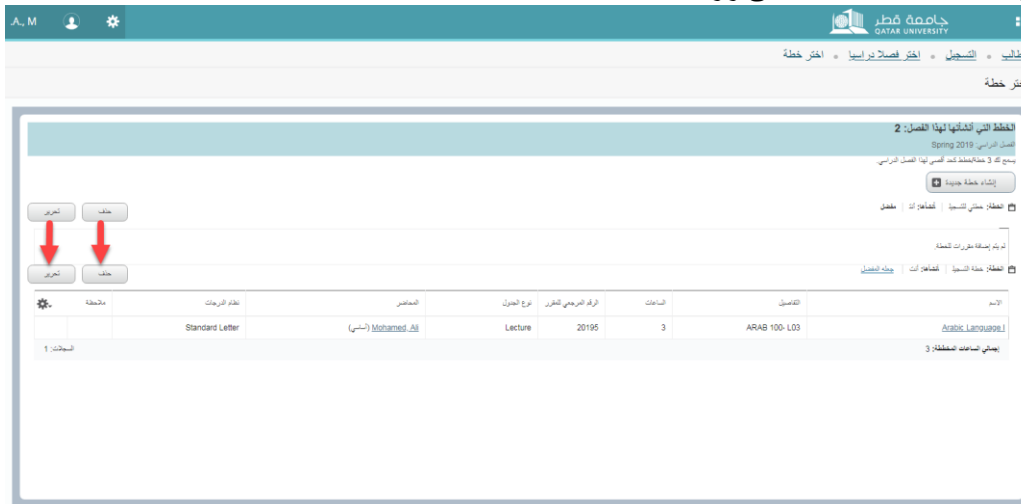 جامعة قطر
QATAR UNIVERSITY
A., M
طالب • التسجيل • اختر فصلا دراسيا • اختر خطة
ختر خطة
الخطط التي أنشأتها لهذا الفصل: 2
الفصل الدراسي: Spring 2019
يسمح لك 3 خطة/خطط كحد أقصى لهذا الفصل الدراسي.
إنشاء خطة جديدة
الخطة: خطتي للتسجيل | أنشأها: أنت | مفضل حذف تحرير
لم يتم إضافة مقررات للخطة.
الخطة: خطة التسجيل | أنشأها: أنت | جعله المفضل حذف تحرير
الاسم التفاصيل الساعات الرقم المرجعي للمقرر نوع الجدول المحاضر نظام الدرجات ملاحظة
Arabic Language I ARAB 100- L03 3 20195 Lecture Mohamed, Ali (أساسي) Standard Letter
إجمالي الساعات المخططة: 3 السجلات: 1